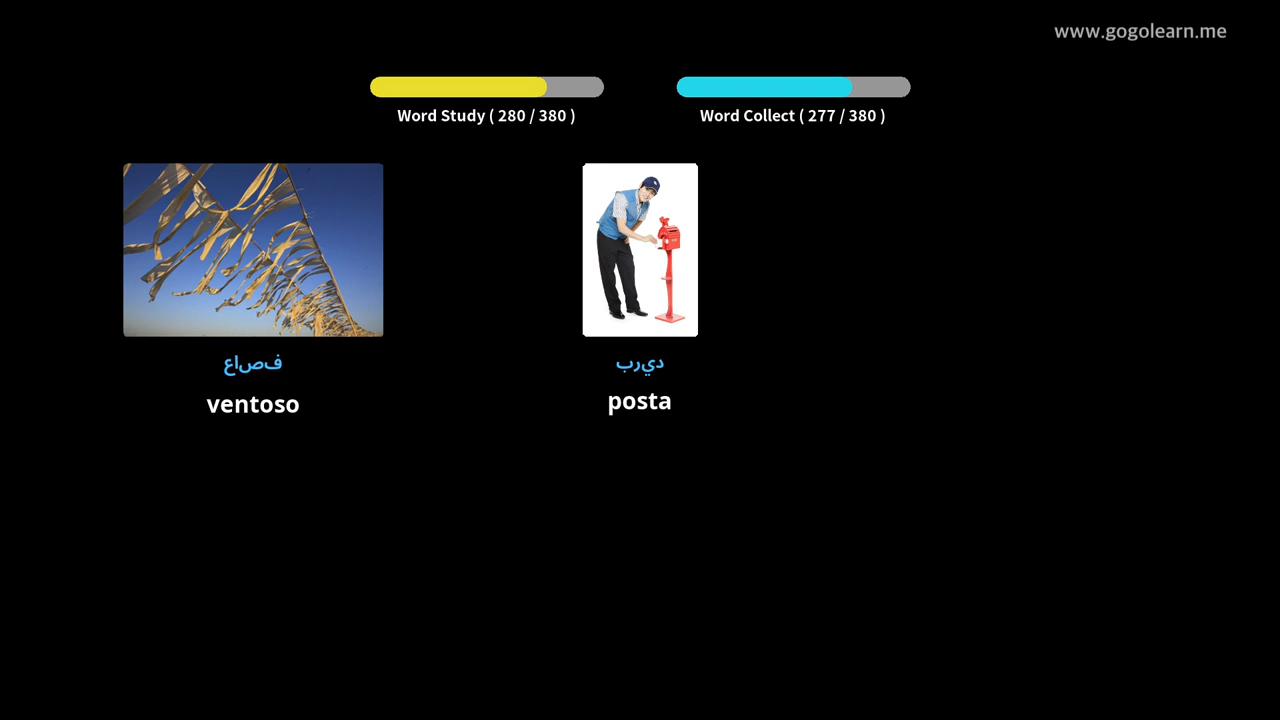 www.gogolearn.me
Word Study ( 280 / 380 )
Word Collect ( 277 / 380 )
عاصف
بريد
ventoso
posta